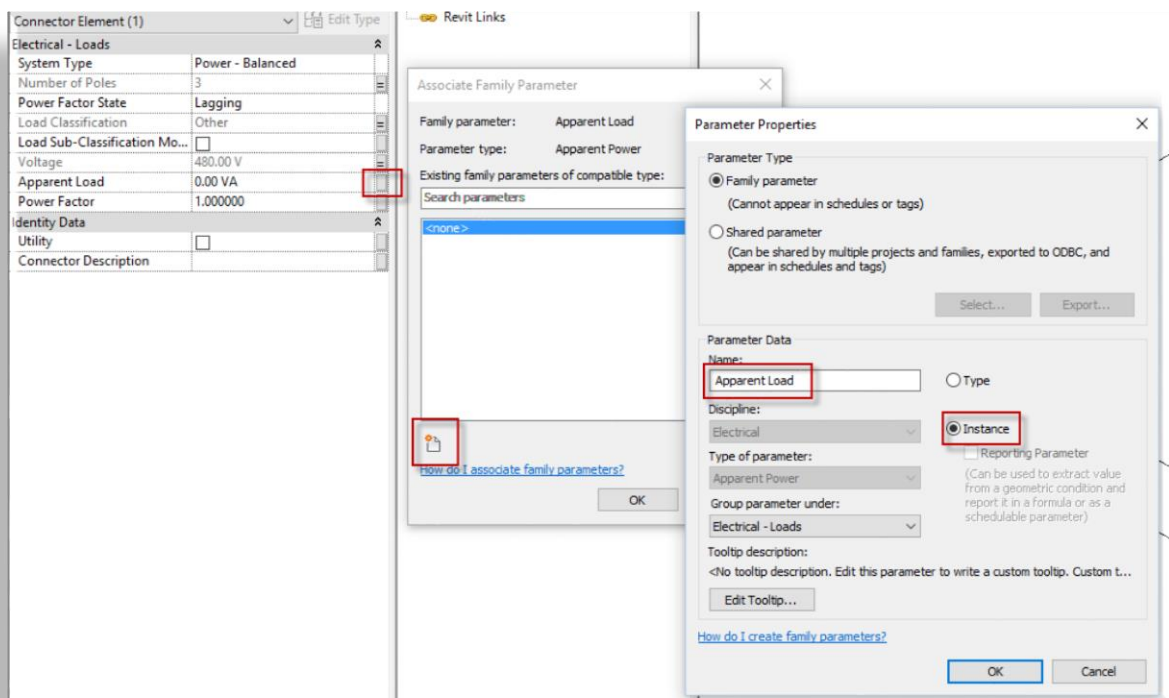 Connector Element (1)
Edit Type
Electrical - Loads
System Type Power - Balanced
Number of Poles 3 =
Power Factor State Lagging
Load Classification Other =
Load Sub-Classification Mo...
Voltage 480.00 V =
Apparent Load 0.00 VA
Power Factor 1.000000
Identity Data
Utility
Connector Description
Revit Links
Associate Family Parameter
Family parameter: Apparent Load
Parameter type: Apparent Power
Existing family parameters of compatible type:
Search parameters
<none>
How do I associate family parameters?
OK
Parameter Properties
Parameter Type
Family parameter
(Cannot appear in schedules or tags)
Shared parameter
(Can be shared by multiple projects and families, exported to ODBC, and
appear in schedules and tags)
Select... Export...
Parameter Data
Name:
Apparent Load
Type
Discipline:
Electrical
Instance
Reporting Parameter
Type of parameter:
Apparent Power
(Can be used to extract value
from a geometric condition and
report it in a formula or as a
schedulable parameter)
Group parameter under:
Electrical - Loads
Tooltip description:
<No tooltip description. Edit this parameter to write a custom tooltip. Custom t...
Edit Tooltip...
How do I create family parameters?
OK Cancel